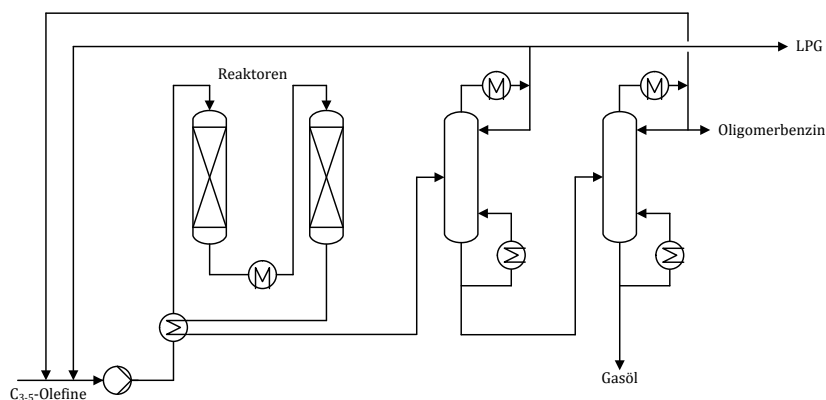 LPG
Reaktoren
Oligomerbenzin
Gasöl
C₃₋₅-Olefine